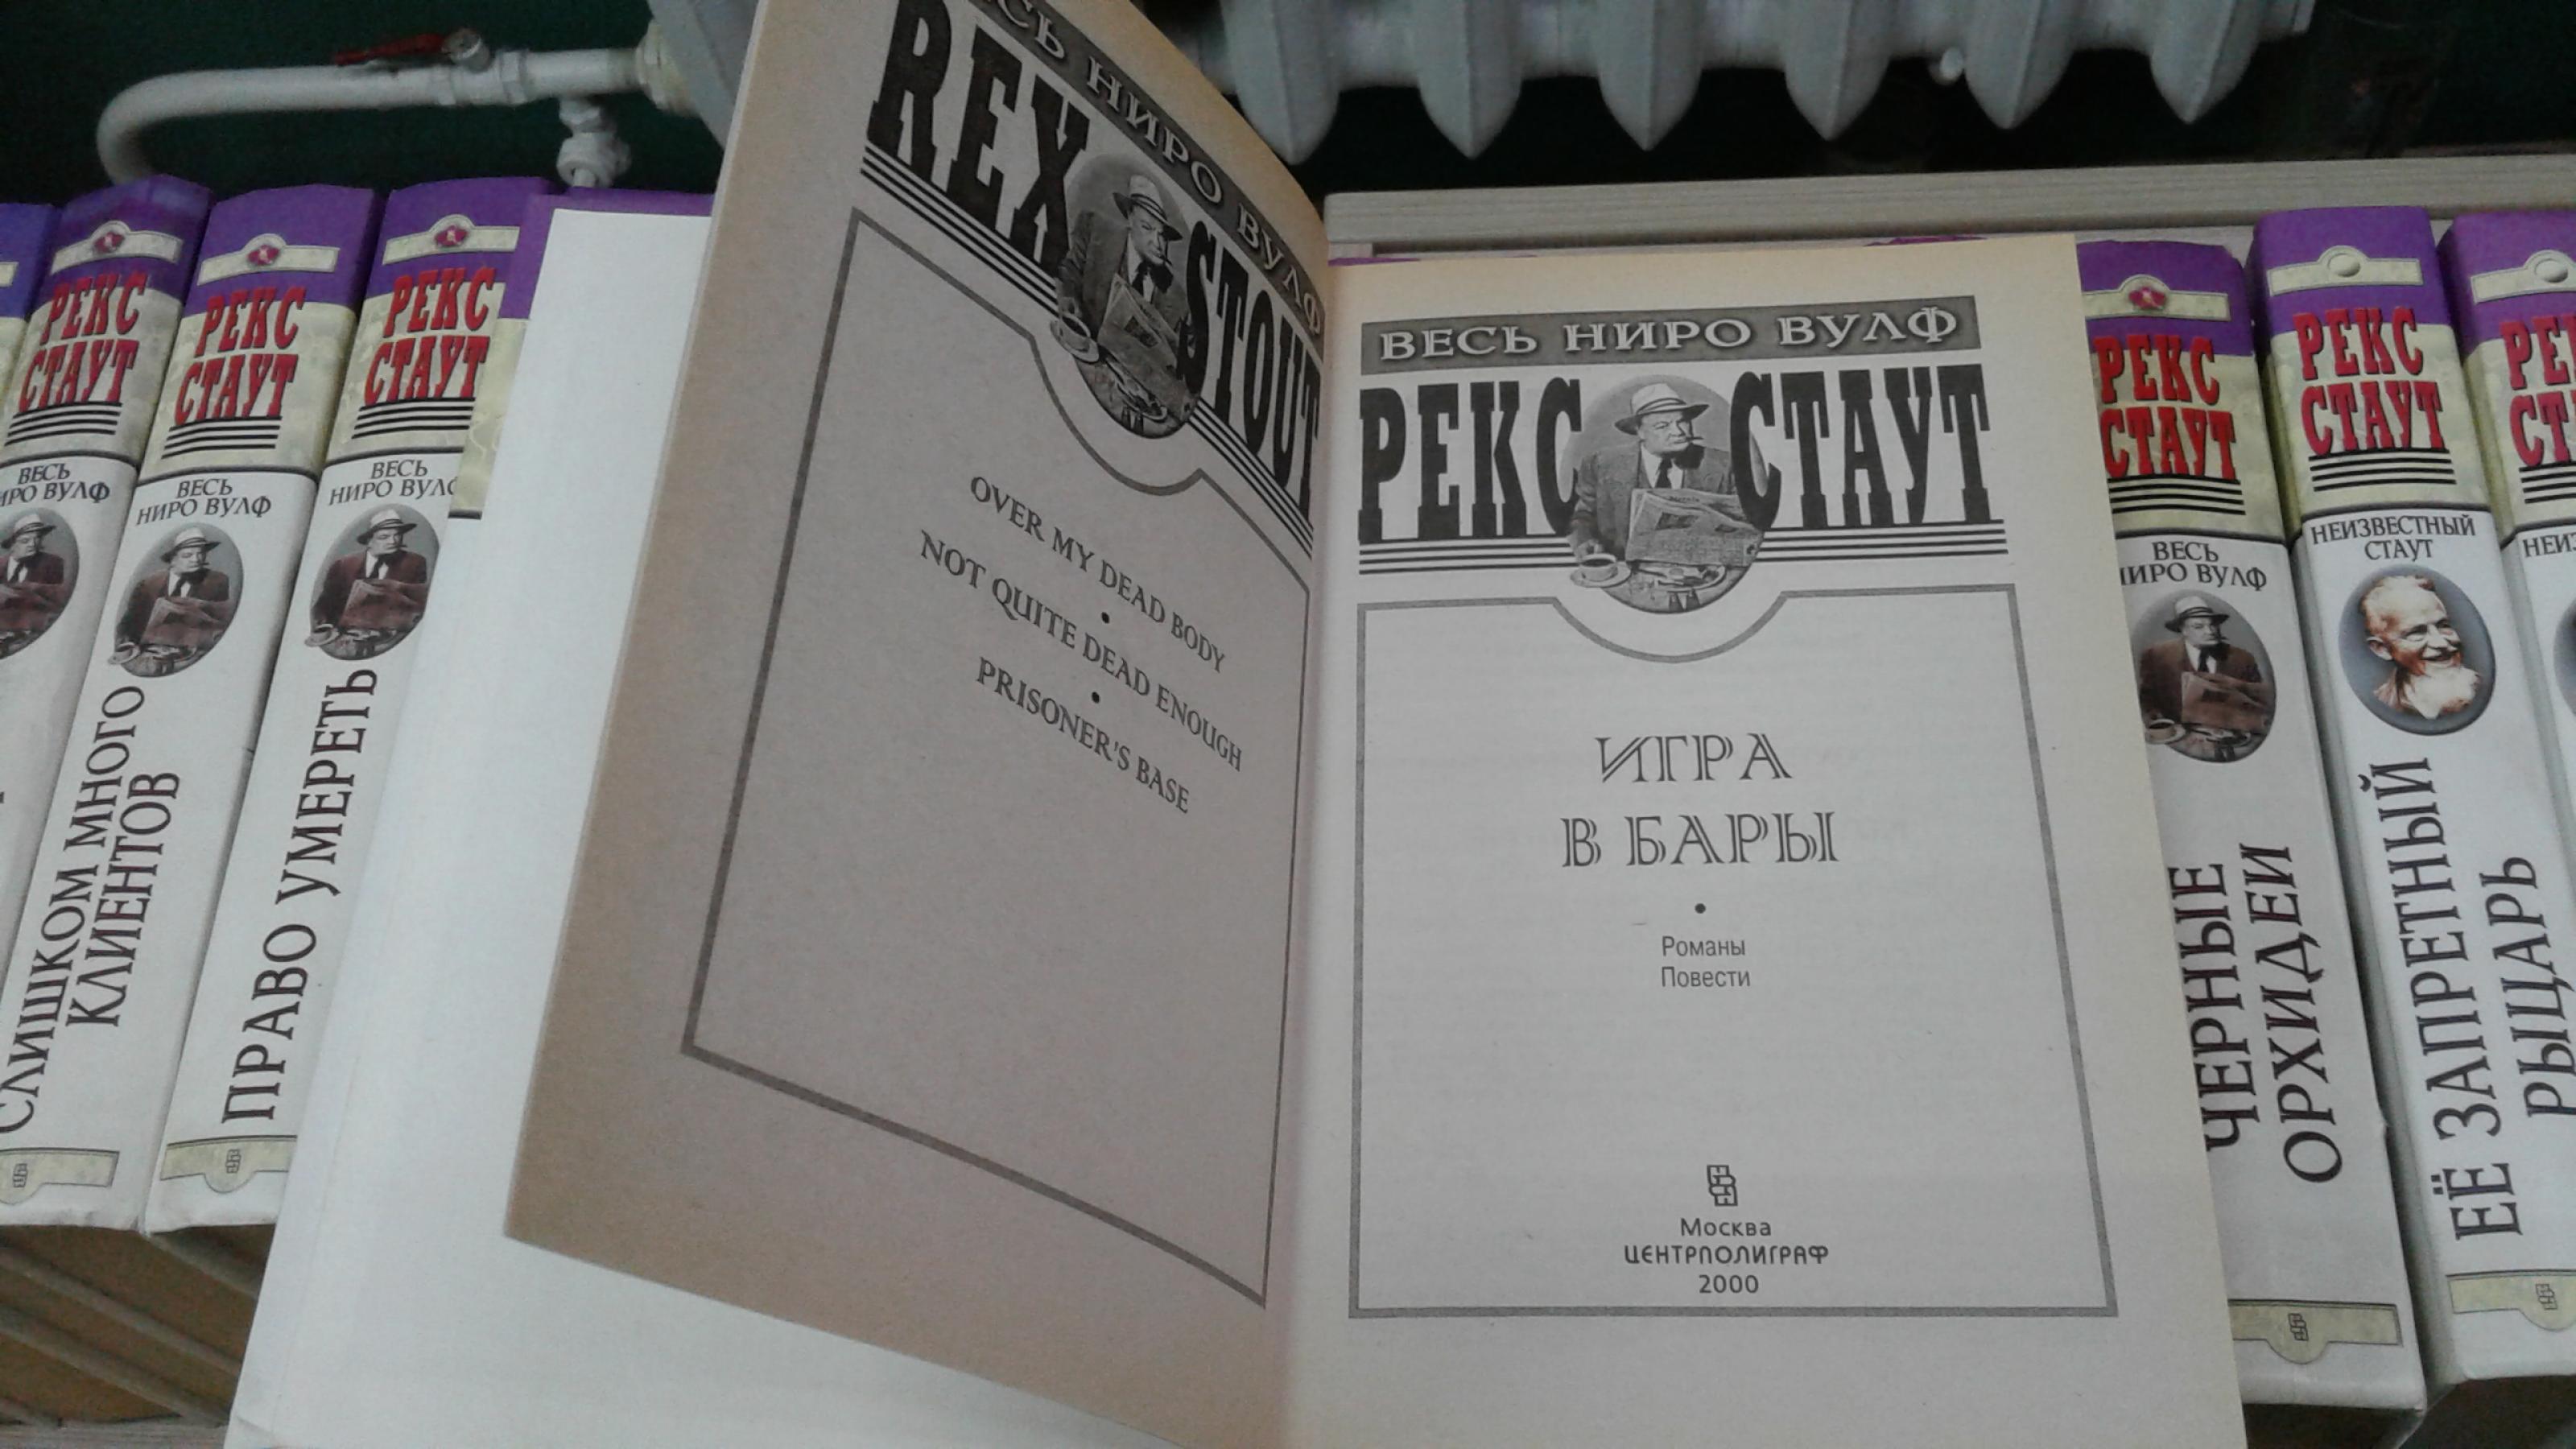 РЕКС
СТАУТ
ВЕСЬ
СЛИШКОМ МНОГО
КЛИЕНТОВ
РЕКС
СТАУТ
ВЕСЬ
НИРО ВУЛФ
ПРАВО УМЕРЕТЬ
РЕКС
СТАУТ
ВЕСЬ
НИРО ВУЛФ
НИРО ВУЛФ
REX STOUT
OVER MY DEAD BODY
•
NOT QUITE DEAD ENOUGH
•
PRISONER'S BASE
ВЕСЬ НИРО ВУЛФ
РЕКС СТАУТ
ИГРА
В БАРЫ
•
Романы
Повести
Москва
ЦЕНТРПОЛИГРАФ
2000
РЕКС
СТАУТ
ВЕСЬ
НИРО ВУЛФ
ЧЕРНЫЕ
ОРХИДЕИ
РЕКС
СТАУТ
НЕИЗВЕСТНЫЙ
СТАУТ
ЕЁ ЗАПРЕТНЫЙ
РЫЦАРЬ